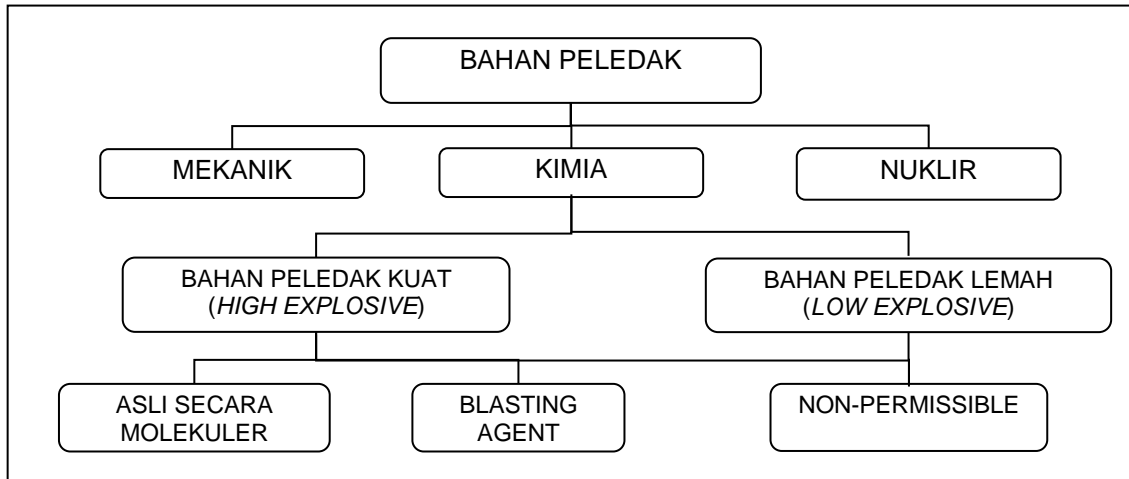 BAHAN PELEDAK
MEKANIK
KIMIA
NUKLIR
BAHAN PELEDAK KUAT
(HIGH EXPLOSIVE)
BAHAN PELEDAK LEMAH
(LOW EXPLOSIVE)
ASLI SECARA
MOLEKULER
BLASTING
AGENT
NON-PERMISSIBLE